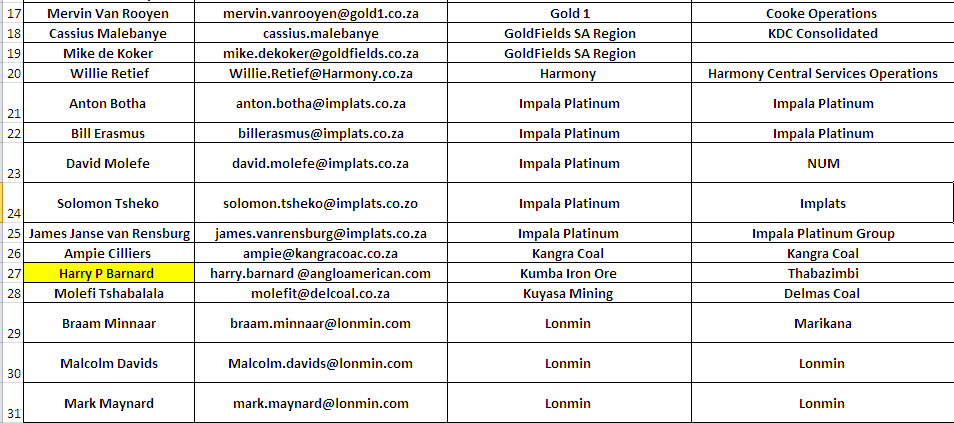 17 Mervin Van Rooyen mervin.vanrooyen@gold1.co.za Gold 1 Cooke Operations
18 Cassius Malebanye cassius.malebanye GoldFields SA Region KDC Consolidated
19 Mike de Koker mike.dekoker@goldfields.co.za GoldFields SA Region
20 Willie Retief Willie.Retief@Harmony.co.za Harmony Harmony Central Services Operations
21 Anton Botha anton.botha@implats.co.za Impala Platinum Impala Platinum
22 Bill Erasmus billerasmus@implats.co.za Impala Platinum Impala Platinum
23 David Molefe david.molefe@implats.co.za Impala Platinum NUM
24 Solomon Tsheko solomon.tsheko@implats.co.zo Impala Platinum Implats
25 James Janse van Rensburg james.vanrensburg@implats.co.za Impala Platinum Impala Platinum Group
26 Ampie Cilliers ampie@kangracoac.co.za Kangra Coal Kangra Coal
27 Harry P Barnard harry.barnard @angloamerican.com Kumba Iron Ore Thabazimbi
28 Molefi Tshabalala molefit@delcoal.co.za Kuyasa Mining Delmas Coal
29 Braam Minnaar braam.minnaar@lonmin.com Lonmin Marikana
30 Malcolm Davids Malcolm.davids@lonmin.com Lonmin Lonmin
31 Mark Maynard mark.maynard@lonmin.com Lonmin Lonmin